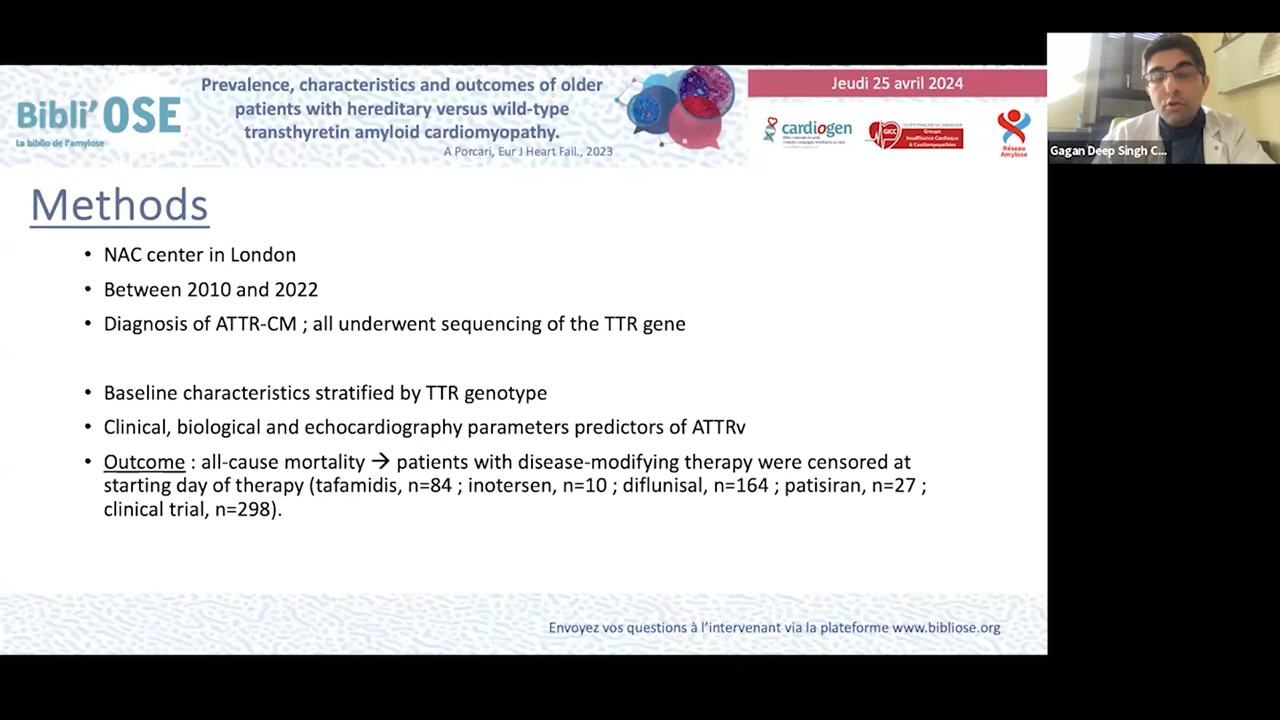 Bibli'OSE
La biblio de l'amylose
Prevalence, characteristics and outcomes of older
patients with hereditary versus wild-type
transthyretin amyloid cardiomyopathy.
A Porcari, Eur J Heart Fail., 2023
Jeudi 25 avril 2024
cardiogen
GICC
Groupe
Insuffisance Cardiaque
& Cardiomyopathies
Réseau
Amylose
Gagan Deep Singh C...
Methods
• NAC center in London
• Between 2010 and 2022
• Diagnosis of ATTR-CM ; all underwent sequencing of the TTR gene
• Baseline characteristics stratified by TTR genotype
• Clinical, biological and echocardiography parameters predictors of ATTRv
• Outcome : all-cause mortality → patients with disease-modifying therapy were censored at
starting day of therapy (tafamidis, n=84 ; inotersen, n=10 ; diflunisal, n=164 ; patisiran, n=27 ;
clinical trial, n=298).
Envoyez vos questions à l'intervenant via la plateforme www.bibliose.org